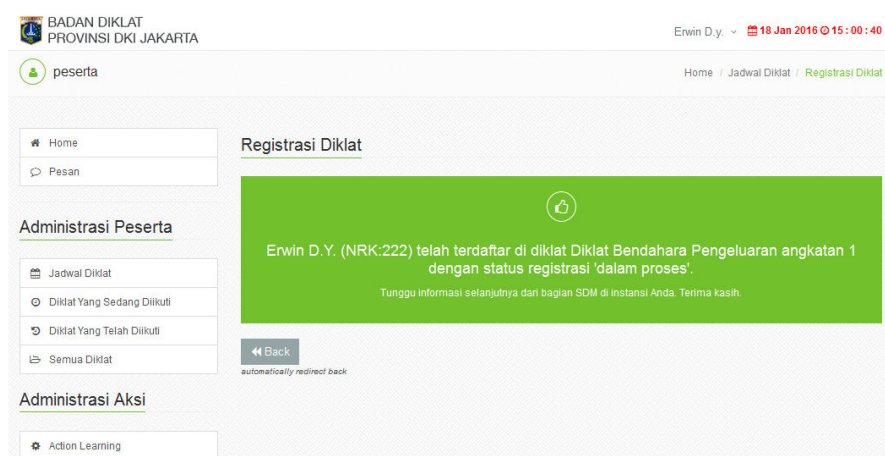 BADAN DIKLAT
PROVINSI DKI JAKARTA
Erwin D.y.
18 Jan 2016 15 : 00 : 40
peserta
Home / Jadwal Diklat / Registrasi Diklat
Home
Pesan
Administrasi Peserta
Jadwal Diklat
Diklat Yang Sedang Diikuti
Diklat Yang Telah Diikuti
Semua Diklat
Administrasi Aksi
Action Learning
Registrasi Diklat
Erwin D.Y. (NRK:222) telah terdaftar di diklat Diklat Bendahara Pengeluaran angkatan 1
dengan status registrasi 'dalam proses'.
Tunggu informasi selanjutnya dari bagian SDM di instansi Anda. Terima kasih.
Back
automatically redirect back